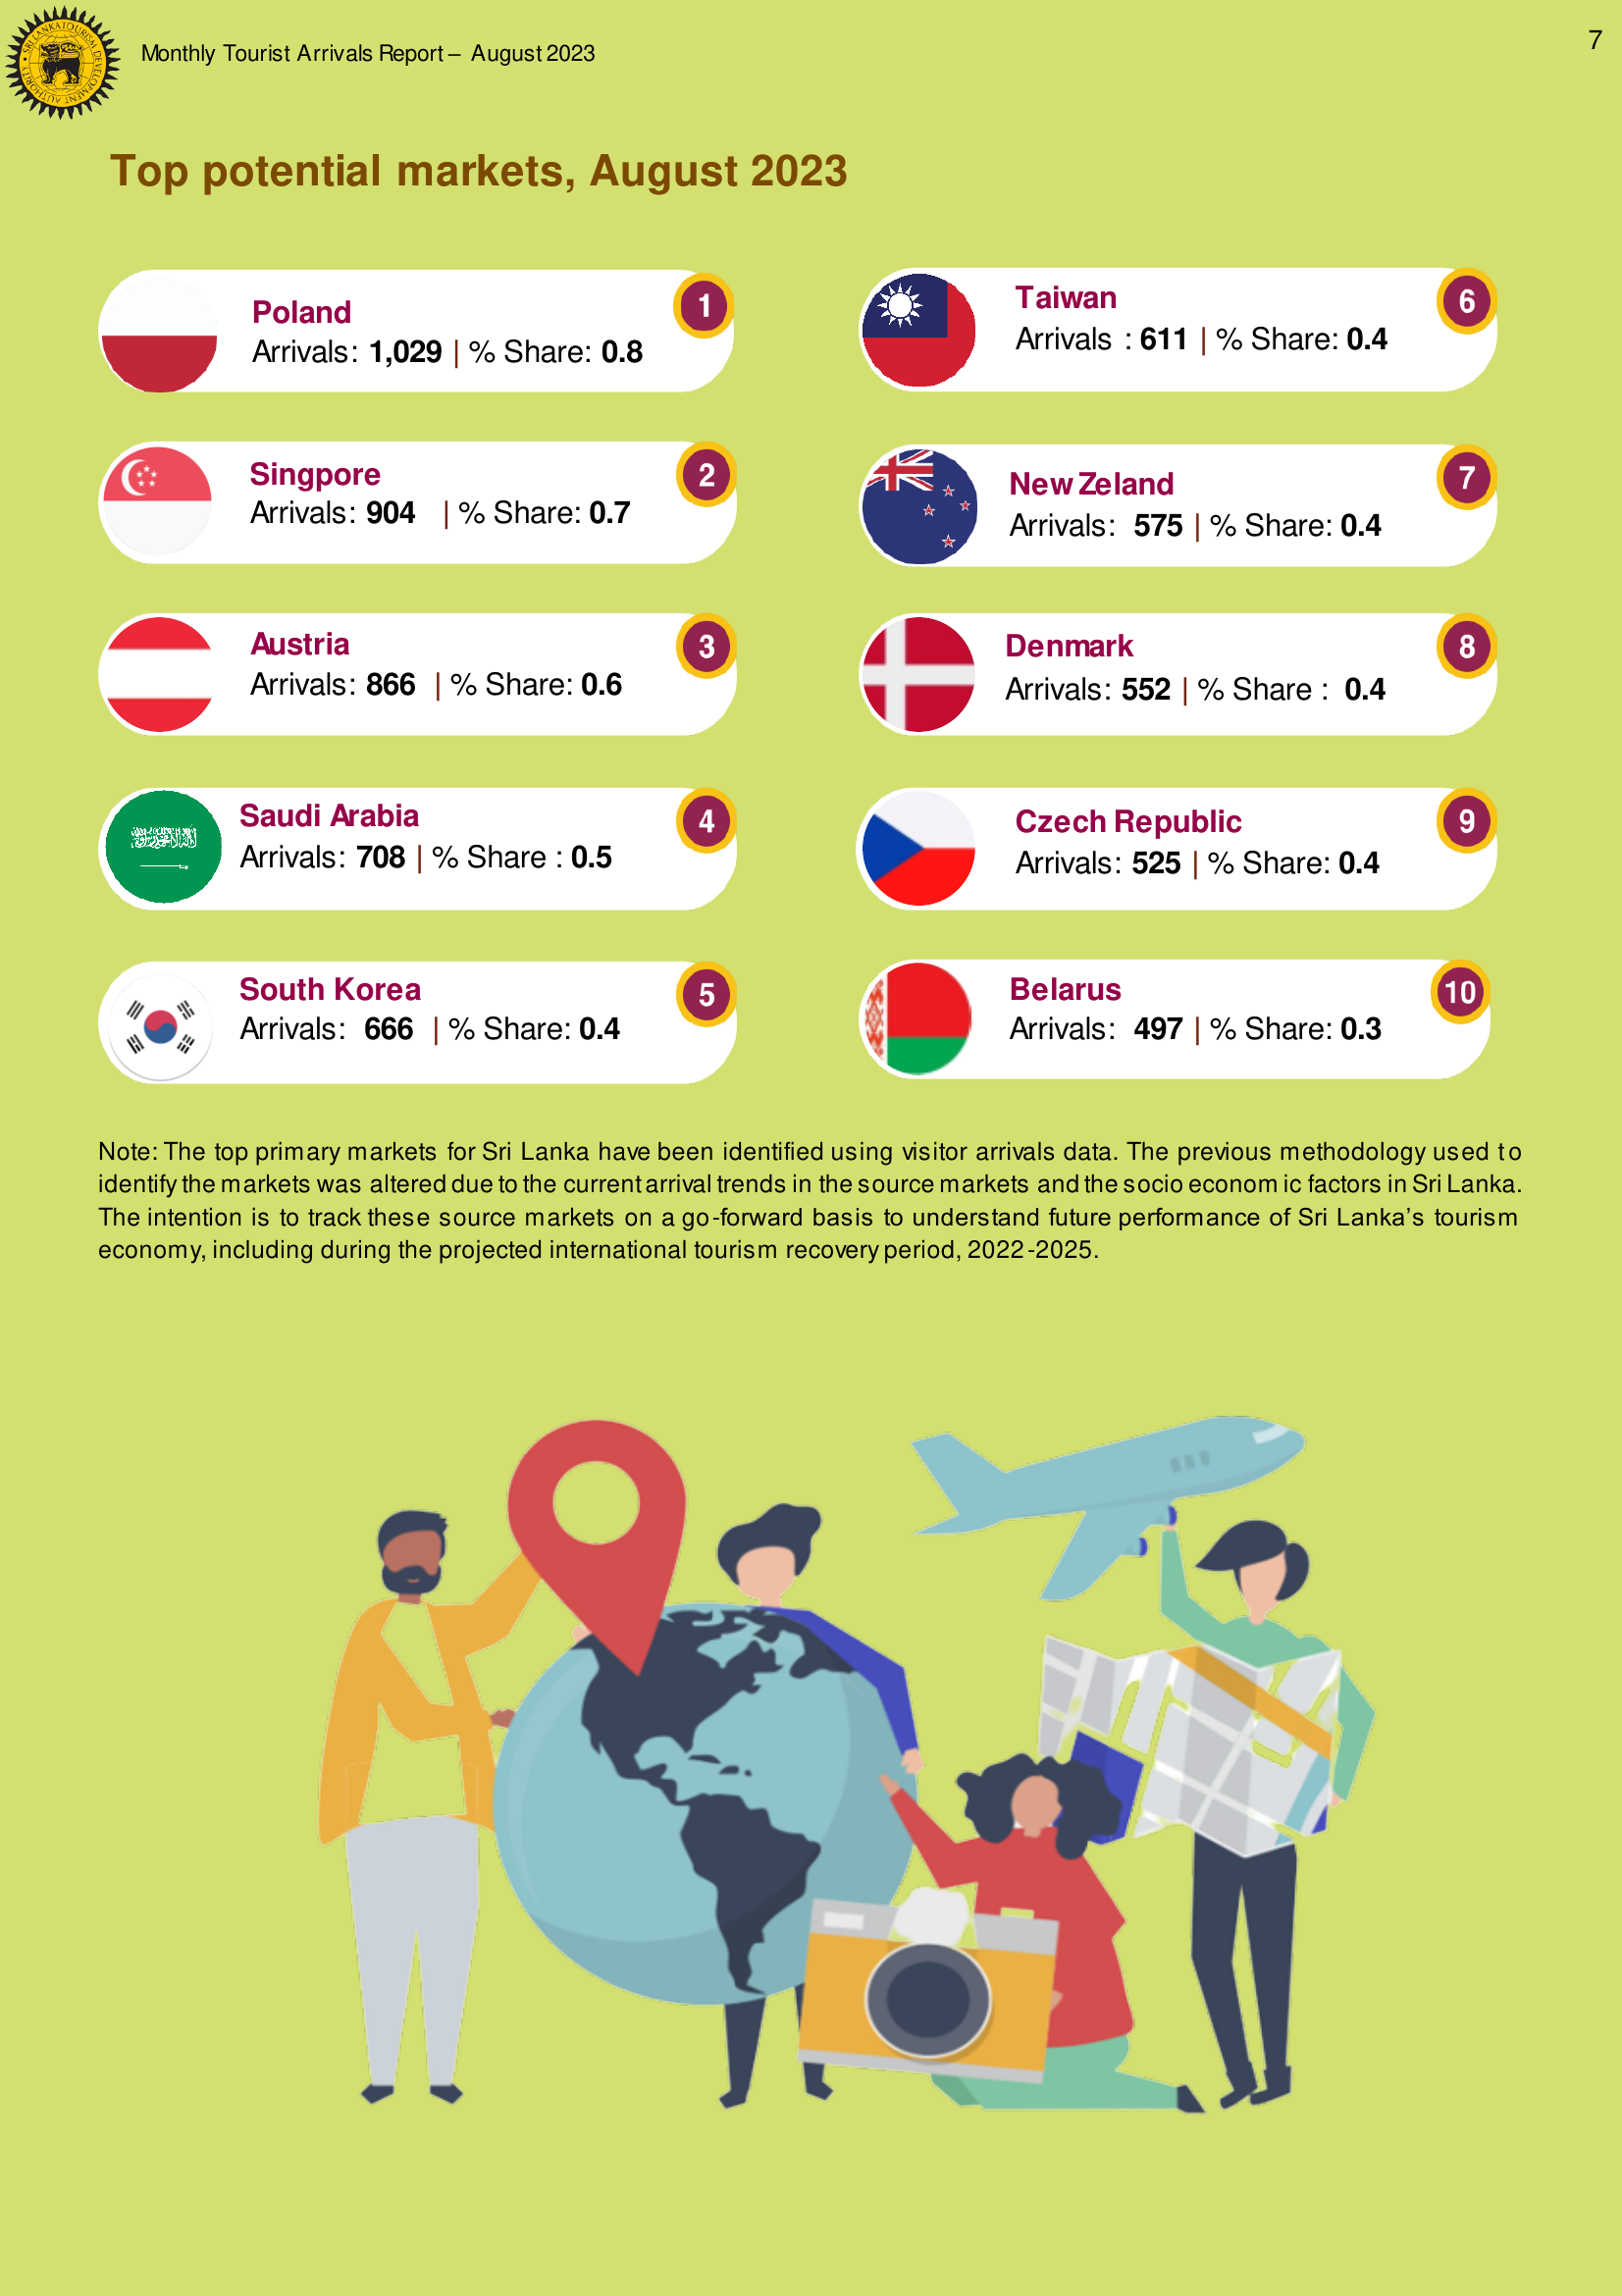 SRI LANKA TOURISM DEVELOPMENT AUTHORITY
Monthly Tourist Arrivals Report – August 2023
7
Top potential markets, August 2023
Poland
Arrivals: 1,029 | % Share: 0.8
1
Singpore
Arrivals: 904 | % Share: 0.7
2
Austria
Arrivals: 866 | % Share: 0.6
3
Saudi Arabia
Arrivals: 708 | % Share : 0.5
4
South Korea
Arrivals: 666 | % Share: 0.4
5
Taiwan
Arrivals : 611 | % Share: 0.4
6
New Zeland
Arrivals: 575 | % Share: 0.4
7
Denmark
Arrivals: 552 | % Share : 0.4
8
Czech Republic
Arrivals: 525 | % Share: 0.4
9
Belarus
Arrivals: 497 | % Share: 0.3
10
Note: The top primary markets for Sri Lanka have been identified using visitor arrivals data. The previous methodology used to
identify the markets was altered due to the current arrival trends in the source markets and the socio economic factors in Sri Lanka.
The intention is to track these source markets on a go-forward basis to understand future performance of Sri Lanka’s tourism
economy, including during the projected international tourism recovery period, 2022-2025.